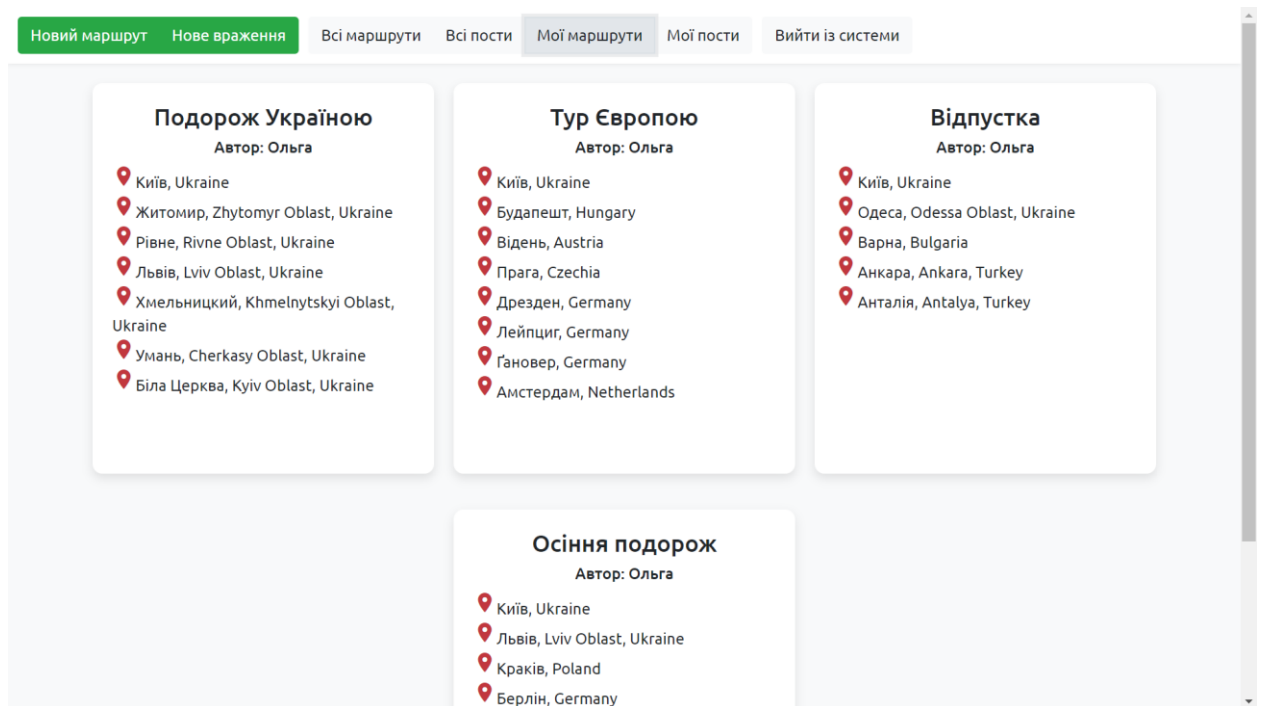 Новий маршрут Нове враження Всі маршрути Всі пости Мої маршрути Мої пости Вийти із системи
Подорож Україною
Автор: Ольга
Київ, Ukraine
Житомир, Zhytomyr Oblast, Ukraine
Рівне, Rivne Oblast, Ukraine
Львів, Lviv Oblast, Ukraine
Хмельницкий, Khmelnytskyi Oblast,
Ukraine
Умань, Cherkasy Oblast, Ukraine
Біла Церква, Kyiv Oblast, Ukraine
Тур Європою
Автор: Ольга
Київ, Ukraine
Будапешт, Hungary
Відень, Austria
Прага, Czechia
Дрезден, Germany
Лейпциг, Germany
Ґановер, Germany
Амстердам, Netherlands
Відпустка
Автор: Ольга
Київ, Ukraine
Одеса, Odessa Oblast, Ukraine
Варна, Bulgaria
Анкара, Ankara, Turkey
Анталія, Antalya, Turkey
Осіння подорож
Автор: Ольга
Київ, Ukraine
Львів, Lviv Oblast, Ukraine
Краків, Poland
Берлін, Germany